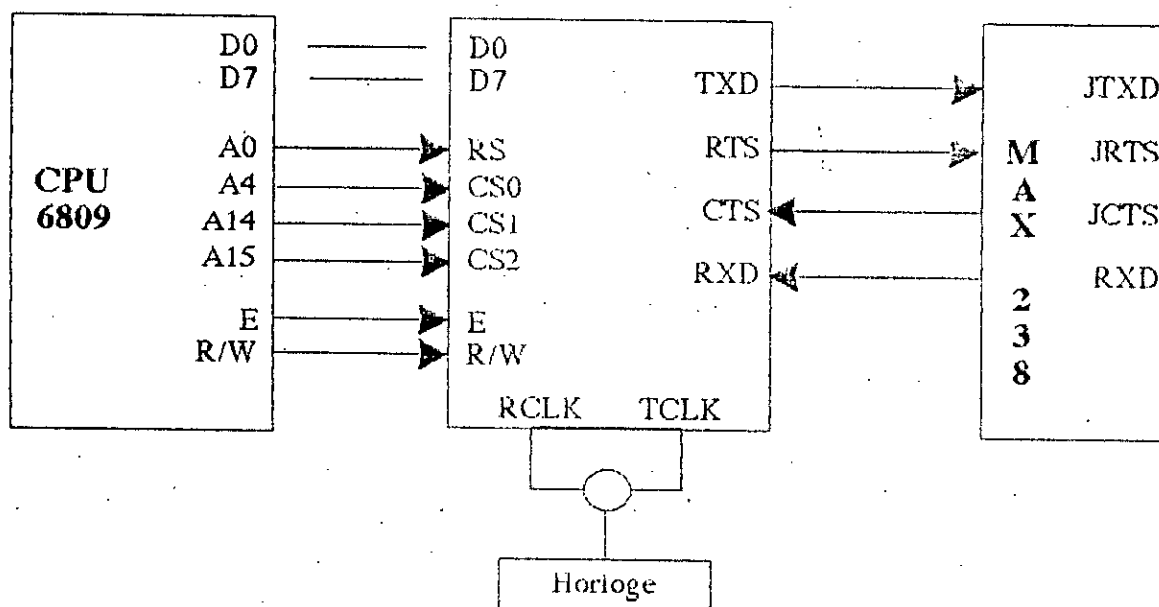 CPU
6809
D0
D7
A0
A4
A14
A15
E
R/W
D0
D7
RS
CS0
CS1
CS2
E
R/W
TXD
RTS
CTS
RXD
RCLK TCLK
Horloge
M
A
X
2
3
8
JTXD
JRTS
JCTS
RXD